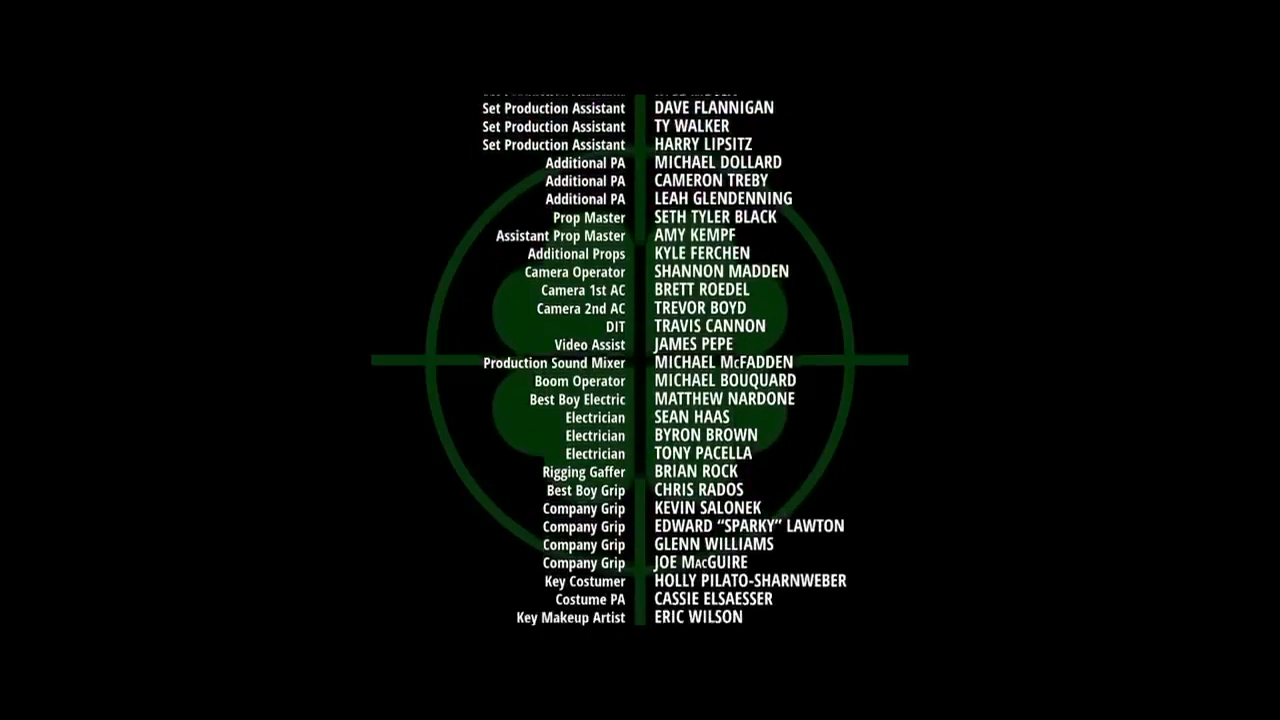 Set Production Assistant DAVE FLANNIGAN
Set Production Assistant TY WALKER
Set Production Assistant HARRY LIPSITZ
Additional PA MICHAEL DOLLARD
Additional PA CAMERON TREBY
Additional PA LEAH GLENDENNING
Prop Master SETH TYLER BLACK
Assistant Prop Master AMY KEMPF
Additional Props KYLE FERCHEN
Camera Operator SHANNON MADDEN
Camera 1st AC BRETT ROEDEL
Camera 2nd AC TREVOR BOYD
DIT TRAVIS CANNON
Video Assist JAMES PEPE
Production Sound Mixer MICHAEL McFADDEN
Boom Operator MICHAEL BOUQUARD
Best Boy Electric MATTHEW NARDONE
Electrician SEAN HAAS
Electrician BYRON BROWN
Electrician TONY PACELLA
Rigging Gaffer BRIAN ROCK
Best Boy Grip CHRIS RADOS
Company Grip KEVIN SALONEK
Company Grip EDWARD “SPARKY” LAWTON
Company Grip GLENN WILLIAMS
Company Grip JOE MacGUIRE
Key Costumer HOLLY PILATO-SHARNWEBER
Costume PA CASSIE ELSAESSER
Key Makeup Artist ERIC WILSON